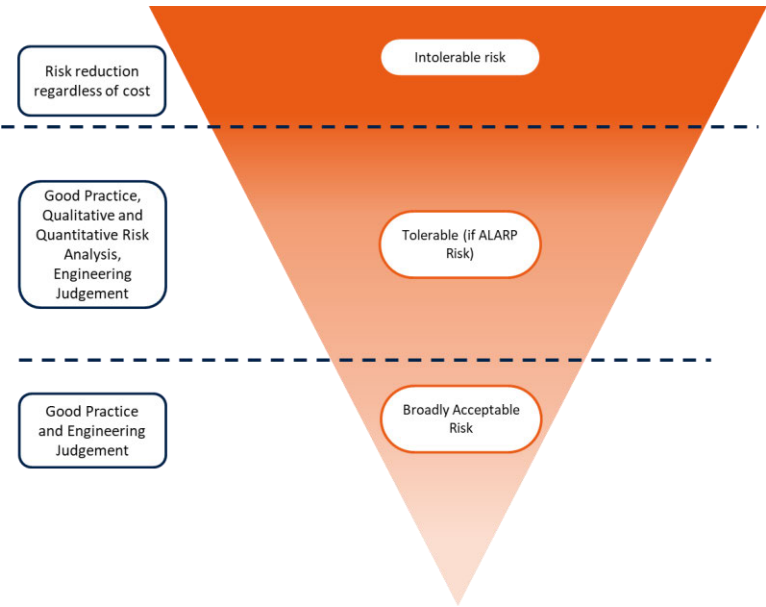 Risk reduction
regardless of cost
Intolerable risk
Good Practice,
Qualitative and
Quantitative Risk
Analysis,
Engineering
Judgement
Tolerable (if ALARP
Risk)
Good Practice
and Engineering
Judgement
Broadly Acceptable
Risk